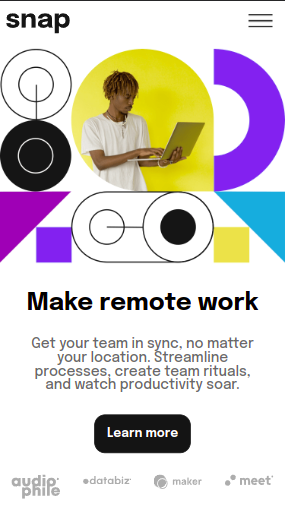 snap
Make remote work
Get your team in sync, no matter
your location. Streamline
processes, create team rituals,
and watch productivity soar.
Learn more
audio
phile
databiz
maker
meet